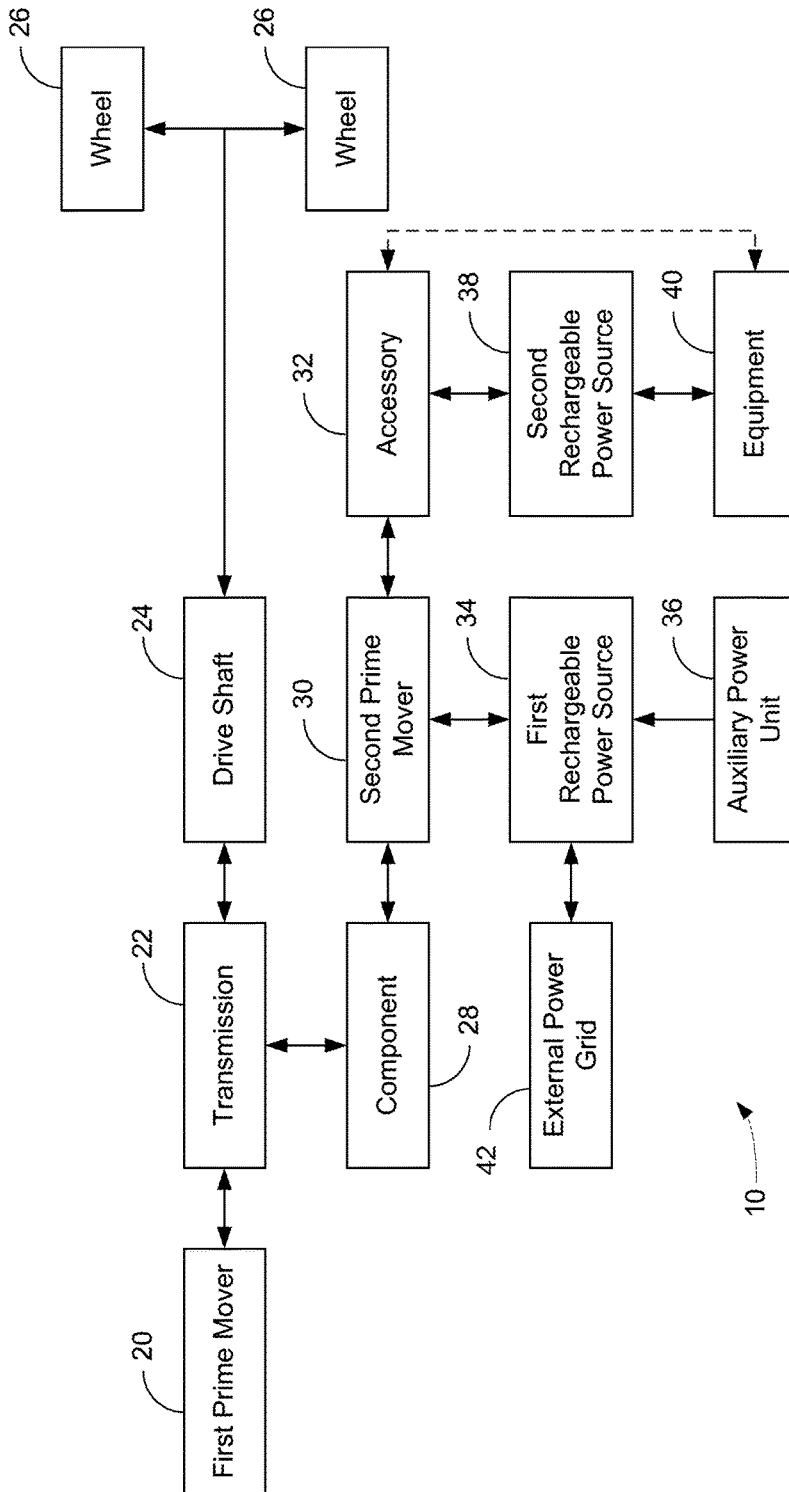 20
First Prime Mover
22
Transmission
24
Drive Shaft
26
Wheel
26
Wheel
Component
28
30
Second Prime
Mover
32
Accessory
42
External Power
Grid
34
First
Rechargeable
Power Source
38
Second
Rechargeable
Power Source
36
Auxiliary Power
Unit
40
Equipment
10